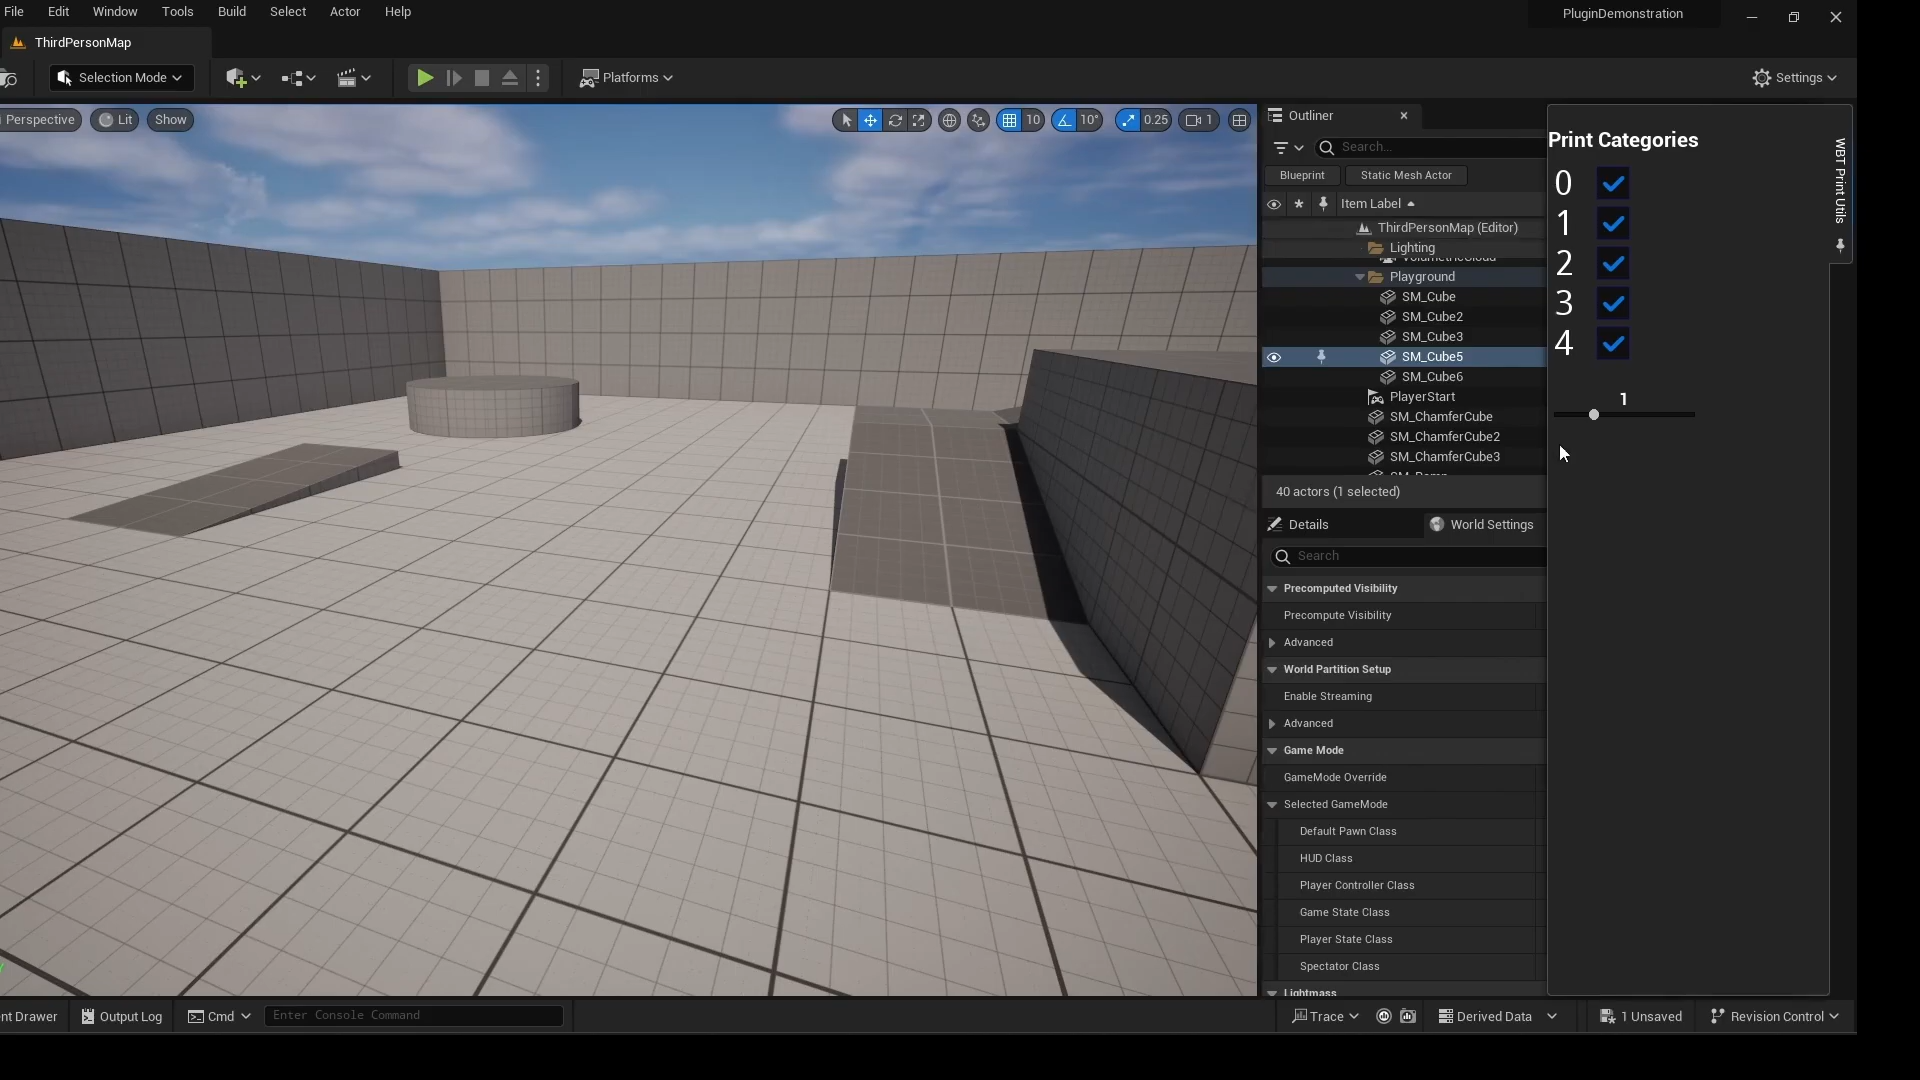 File Edit Window Tools Build Select Actor Help
PluginDemonstration
ThirdPersonMap
Selection Mode
Platforms
Settings
Perspective Lit Show
10 10° 0.25 1
Outliner
Search...
Blueprint Static Mesh Actor
Item Label
ThirdPersonMap (Editor)
Lighting
VolumetricCloud
Playground
SM_Cube
SM_Cube2
SM_Cube3
SM_Cube5
SM_Cube6
PlayerStart
SM_ChamferCube
SM_ChamferCube2
SM_ChamferCube3
SM_Ramp
40 actors (1 selected)
Details World Settings
Search
Precomputed Visibility
Precompute Visibility
Advanced
World Partition Setup
Enable Streaming
Advanced
Game Mode
GameMode Override
Selected GameMode
Default Pawn Class
HUD Class
Player Controller Class
Game State Class
Player State Class
Spectator Class
Lightmass
Print Categories
0
1
2
3
4
1
WBT Print Utils
nt Drawer Output Log Cmd Enter Console Command
Trace Derived Data 1 Unsaved Revision Control